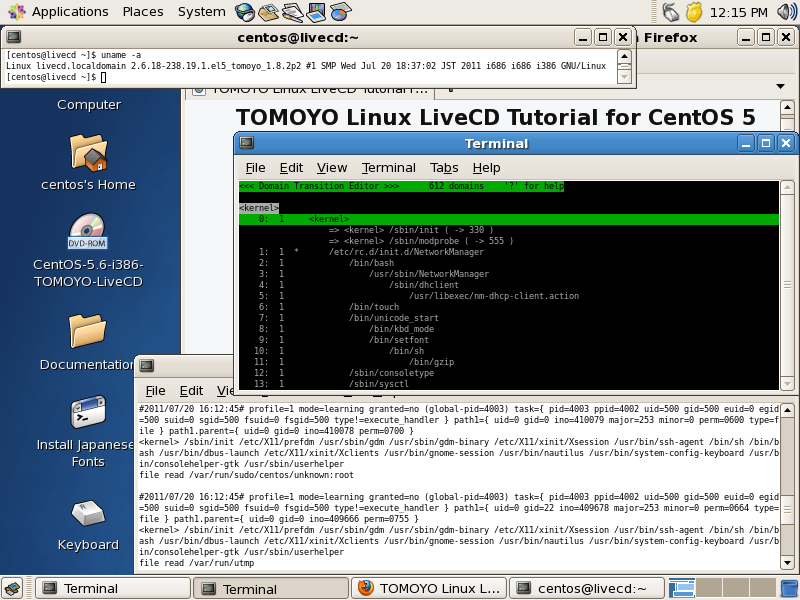 Applications Places System 12:15 PM
centos@livecd:~
Firefox
[centos@livecd ~]$ uname -a
Linux livecd.localdomain 2.6.18-238.19.1.el5_tomoyo_1.8.2p2 #1 SMP Wed Jul 20 18:37:02 JST 2011 i686 i686 i386 GNU/Linux
[centos@livecd ~]$
TOMOYO Linux LiveCD Tutorial f...
TOMOYO Linux LiveCD Tutorial for CentOS 5
Computer
centos's Home
CentOS-5.6-i386-
TOMOYO-LiveCD
Documentation
Install Japanese
Fonts
Keyboard
Terminal
File Edit View Terminal Tabs Help
<<< Domain Transition Editor >>> 612 domains '?' for help
<kernel>
0: 1 <kernel>
=> <kernel> /sbin/init ( -> 330 )
=> <kernel> /sbin/modprobe ( -> 555 )
1: 1 * /etc/rc.d/init.d/NetworkManager
2: 1 /bin/bash
3: 1 /usr/sbin/NetworkManager
4: 1 /sbin/dhclient
5: 1 /usr/libexec/nm-dhcp-client.action
6: 1 /bin/touch
7: 1 /bin/unicode_start
8: 1 /bin/kbd_mode
9: 1 /bin/setfont
10: 1 /bin/sh
11: 1 /bin/gzip
12: 1 /sbin/consoletype
13: 1 /sbin/sysctl
File Edit Vie
#2011/07/20 16:12:45# profile=1 mode=learning granted=no (global-pid=4003) task={ pid=4003 ppid=4002 uid=500 gid=500 euid=0 egid
=500 suid=0 sgid=500 fsuid=0 fsgid=500 type!=execute_handler } path1={ uid=0 gid=0 ino=410079 major=253 minor=0 perm=0600 type=f
ile } path1.parent={ uid=0 gid=0 ino=410078 perm=0700 }
<kernel> /sbin/init /etc/X11/prefdm /usr/sbin/gdm /usr/sbin/gdm-binary /etc/X11/xinit/Xsession /usr/bin/ssh-agent /bin/sh /bin/b
ash /usr/bin/dbus-launch /etc/X11/xinit/Xclients /usr/bin/gnome-session /usr/bin/nautilus /usr/bin/system-config-keyboard /usr/b
in/consolehelper-gtk /usr/sbin/userhelper
file read /var/run/sudo/centos/unknown:root
#2011/07/20 16:12:45# profile=1 mode=learning granted=no (global-pid=4003) task={ pid=4003 ppid=4002 uid=500 gid=500 euid=0 egid
=500 suid=0 sgid=500 fsuid=0 fsgid=500 type!=execute_handler } path1={ uid=0 gid=22 ino=409678 major=253 minor=0 perm=0664 type=
file } path1.parent={ uid=0 gid=0 ino=409666 perm=0755 }
<kernel> /sbin/init /etc/X11/prefdm /usr/sbin/gdm /usr/sbin/gdm-binary /etc/X11/xinit/Xsession /usr/bin/ssh-agent /bin/sh /bin/b
ash /usr/bin/dbus-launch /etc/X11/xinit/Xclients /usr/bin/gnome-session /usr/bin/nautilus /usr/bin/system-config-keyboard /usr/b
in/consolehelper-gtk /usr/sbin/userhelper
file read /var/run/utmp
Terminal Terminal TOMOYO Linux L... centos@livecd:~